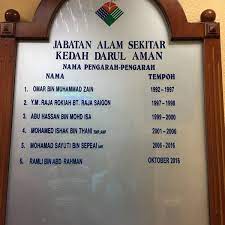 JABATAN ALAM SEKITAR
KEDAH DARUL AMAN
NAMA PENGARAH-PENGARAH
NAMA TEMPOH
1. OMAR BIN MUHAMMAD ZAIN 1992 - 1997
2. Y.M. RAJA ROKIAH BT. RAJA SAIGON 1997 - 1998
3. ABU HASSAN BIN MOHD ISA 1999 - 2000
4. MOHAMED ISHAK BIN THANI 2001 - 2006
5. MOHAMAD SAYUTI BIN SEPEAI 2006 - 2015
6. RAMLI BIN ABD-RAHMAN OKTOBER 2015